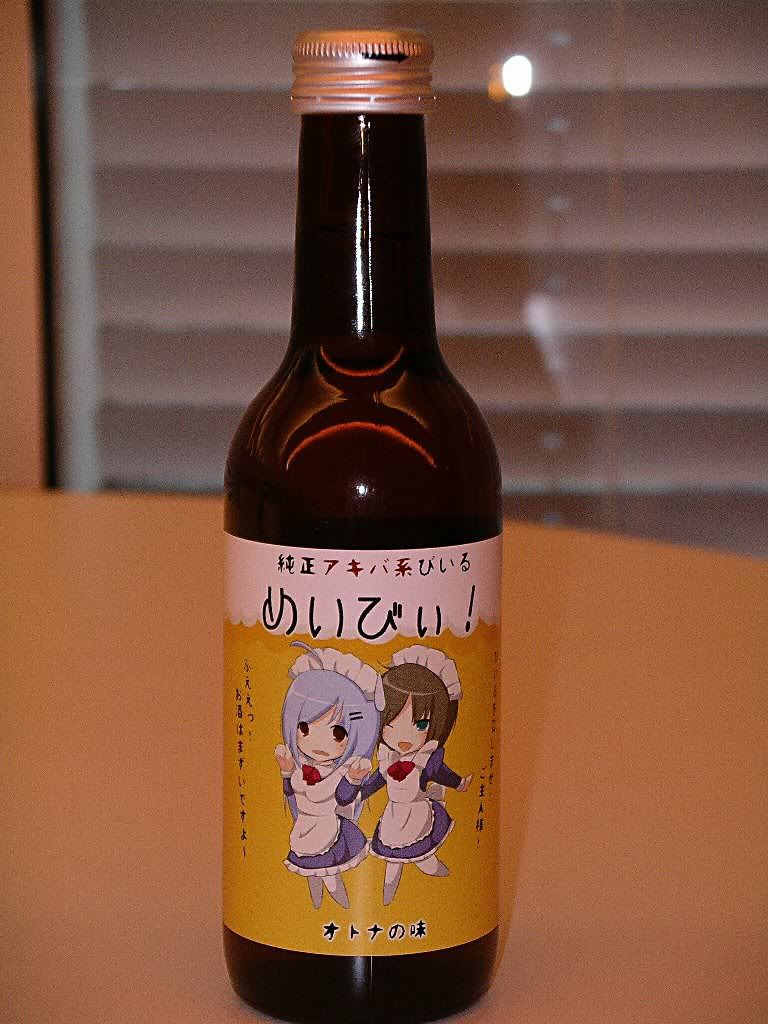 純正アキバ系びいる
めいびぃ！
ふぇぇっ！
お酒はまずいですよ～
ご主人様！
オトナの味